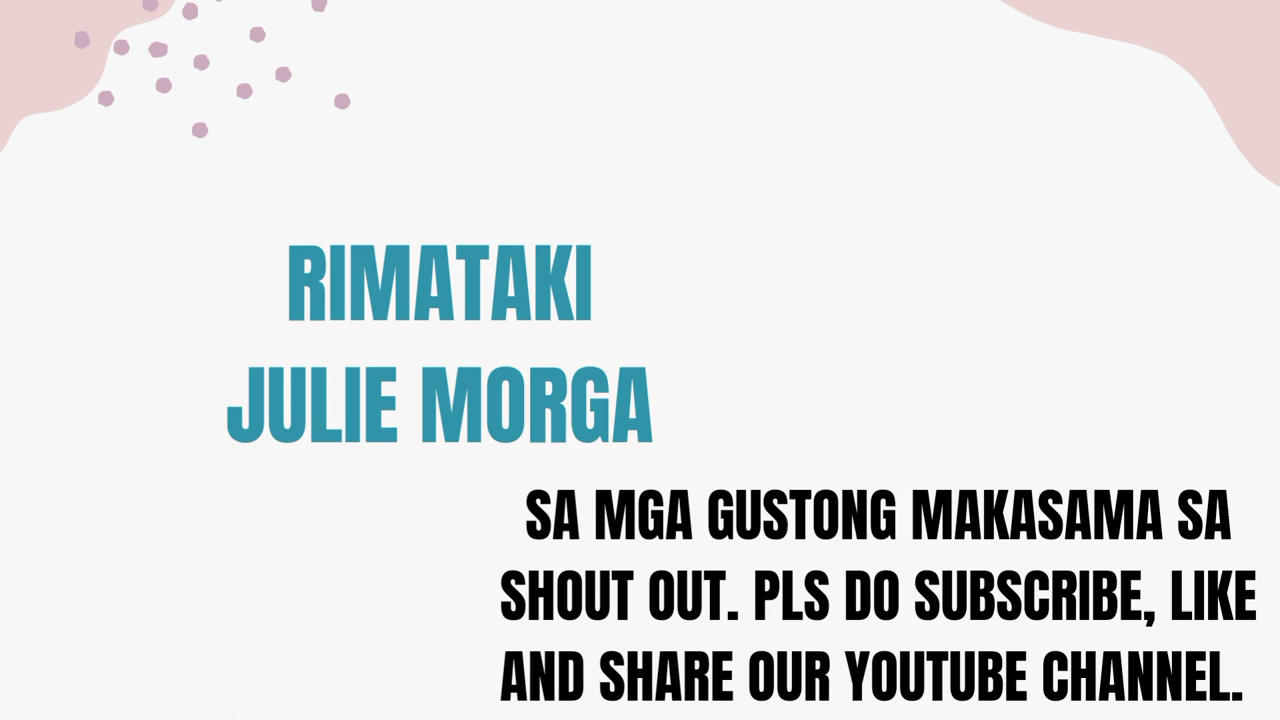 RIMATAKI
JULIE MORGA
SA MGA GUSTONG MAKASAMA SA
SHOUT OUT. PLS DO SUBSCRIBE, LIKE
AND SHARE OUR YOUTUBE CHANNEL.